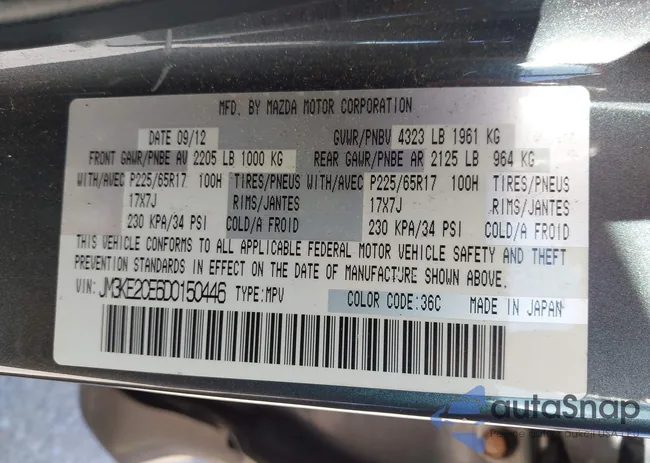 MFD. BY MAZDA MOTOR CORPORATION
DATE 09/12 GVWR/PNBV 4323 LB 1961 KG
FRONT GAWR/PNBE AV 2205 LB 1000 KG REAR GAWR/PNBE AR 2125 LB 964 KG
WITH/AVEC P225/65R17 100H TIRES/PNEUS WITH/AVEC P225/65R17 100H TIRES/PNEUS
17X7J RIMS/JANTES 17X7J RIMS/JANTES
230 KPA/34 PSI COLD/A FROID 230 KPA/34 PSI COLD/A FROID
THIS VEHICLE CONFORMS TO ALL APPLICABLE FEDERAL MOTOR VEHICLE SAFETY AND THEFT
PREVENTION STANDARDS IN EFFECT ON THE DATE OF MANUFACTURE SHOWN ABOVE.
VIN: JM3KE2CE6D0150446 TYPE: MPV COLOR CODE: 36C MADE IN JAPAN
autoSnap